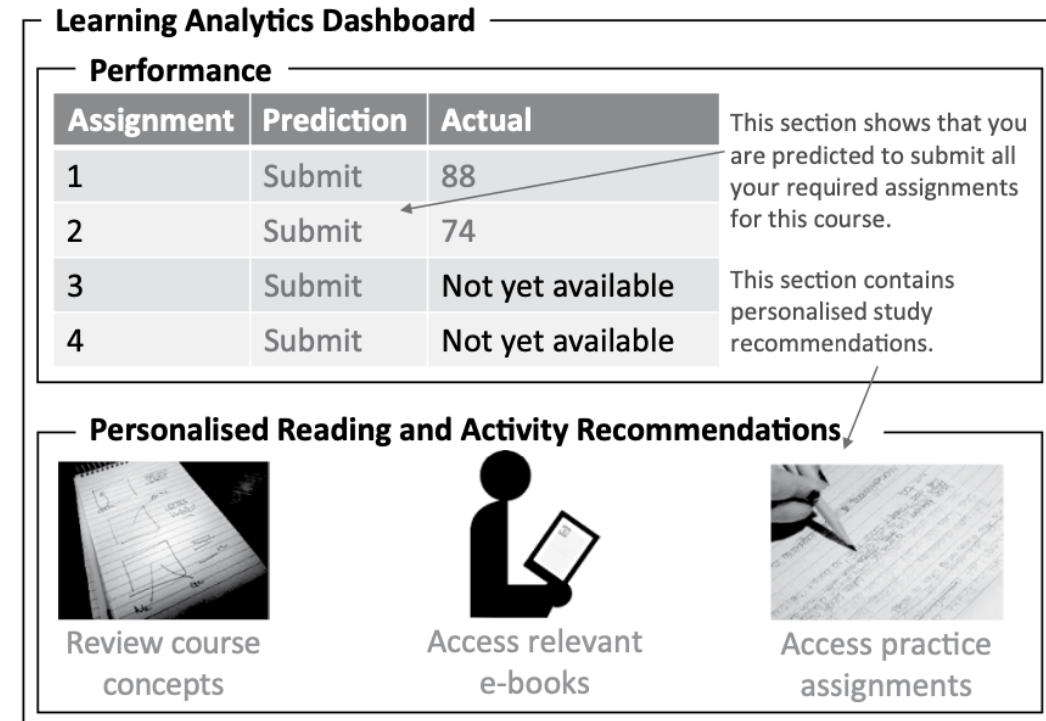 Learning Analytics Dashboard
Performance
Assignment Prediction Actual
1 Submit 88
2 Submit 74
3 Submit Not yet available
4 Submit Not yet available
This section shows that you
are predicted to submit all
your required assignments
for this course.
This section contains
personalised study
recommendations.
Personalised Reading and Activity Recommendations
Review course
concepts
Access relevant
e-books
Access practice
assignments